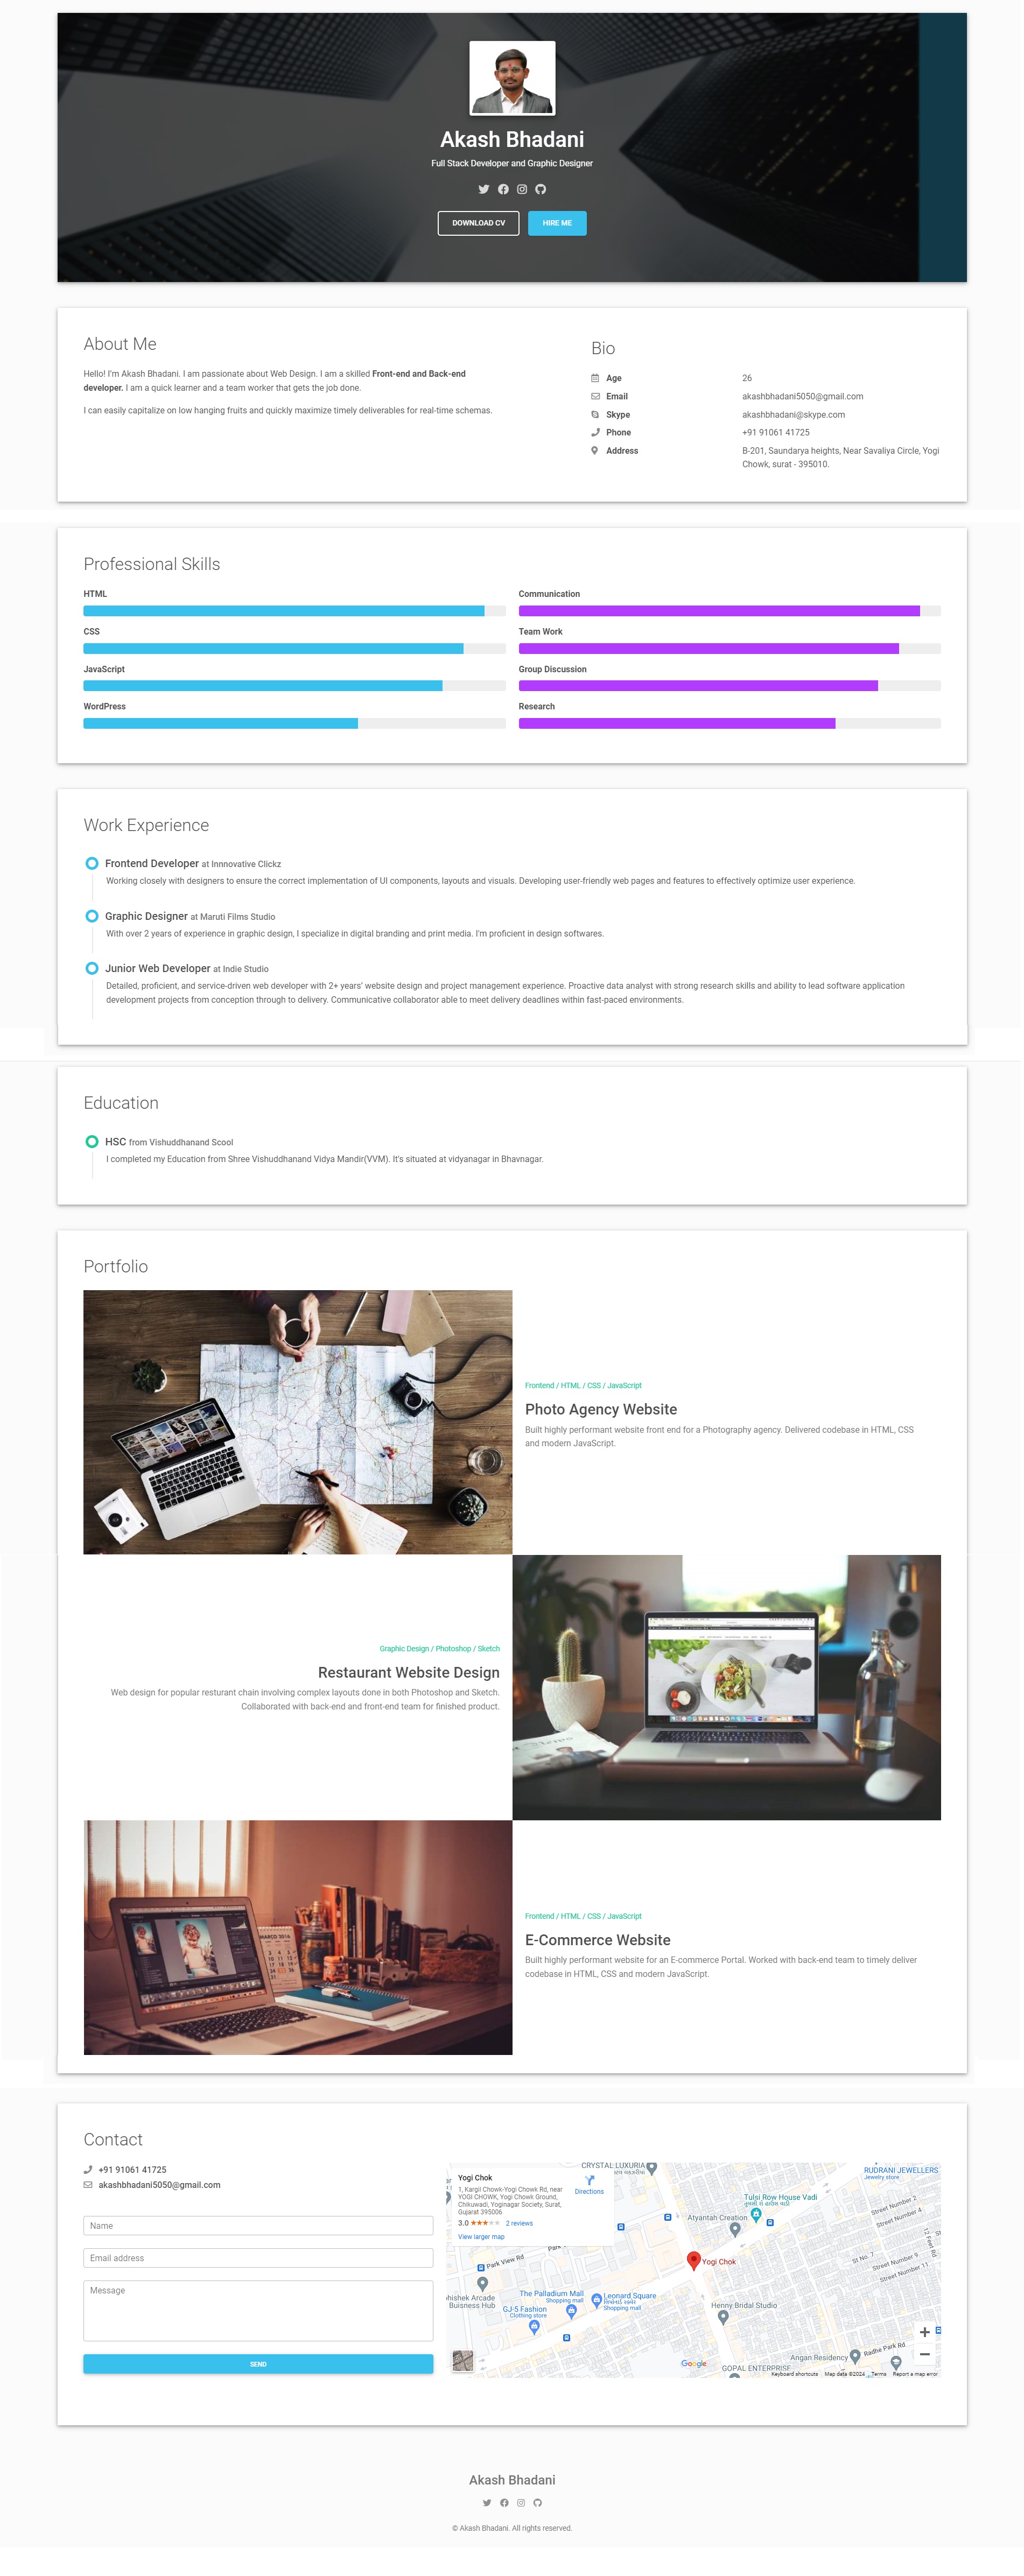 Akash Bhadani
Full Stack Developer and Graphic Designer
DOWNLOAD CV
HIRE ME
About Me
Hello! I'm Akash Bhadani. I am passionate about Web Design. I am a skilled Front-end and Back-end
developer. I am a quick learner and a team worker that gets the job done.
I can easily capitalize on low hanging fruits and quickly maximize timely deliverables for real-time schemas.
Bio
Age 26
Email akashbhadani5050@gmail.com
Skype akashbhadani@skype.com
Phone +91 91061 41725
Address B-201, Saundarya heights, Near Savaliya Circle, Yogi
Chowk, surat - 395010.
Professional Skills
HTML
CSS
JavaScript
WordPress
Communication
Team Work
Group Discussion
Research
Work Experience
Frontend Developer at Innnovative Clickz
Working closely with designers to ensure the correct implementation of UI components, layouts and visuals. Developing user-friendly web pages and features to effectively optimize user experience.
Graphic Designer at Maruti Films Studio
With over 2 years of experience in graphic design, I specialize in digital branding and print media. I'm proficient in design softwares.
Junior Web Developer at Indie Studio
Detailed, proficient, and service-driven web developer with 2+ years' website design and project management experience. Proactive data analyst with strong research skills and ability to lead software application
development projects from conception through to delivery. Communicative collaborator able to meet delivery deadlines within fast-paced environments.
Education
HSC from Vishuddhanand Scool
I completed my Education from Shree Vishuddhanand Vidya Mandir(VVM). It's situated at vidyanagar in Bhavnagar.
Portfolio
Frontend / HTML / CSS / JavaScript
Photo Agency Website
Built highly performant website front end for a Photography agency. Delivered codebase in HTML, CSS
and modern JavaScript.
Graphic Design / Photoshop / Sketch
Restaurant Website Design
Web design for popular resturant chain involving complex layouts done in both Photoshop and Sketch.
Collaborated with back-end and front-end team for finished product.
MARÇO 2016
Frontend / HTML / CSS / JavaScript
E-Commerce Website
Built highly performant website for an E-commerce Portal. Worked with back-end team to timely deliver
codebase in HTML, CSS and modern JavaScript.
Contact
+91 91061 41725
akashbhadani5050@gmail.com
Name
Email address
Message
SEND
Yogi Chok
1, Kargil Chowk-Yogi Chowk Rd, near
YOGI CHOWK, Yogi Chowk Ground,
Chikuwadi, Yoginagar Society, Surat,
Gujarat 395006
3.0
2 reviews
View larger map
Directions
CRYSTAL LUXURIA
RUDRANI JEWELLERS
Jewelry store
Tulsi Row House Vadi
Atyantah Creation
Street Number 2
Street Number 4
12 Feet Rd
Park View Rd
Yogi Chok
St No. 7
Street Number 9
Street Number 11
The Palladium Mall
Shopping mall
Leonard Square
Shopping mall
Buisness Hub
GJ-5 Fashion
Clothing store
Henny Bridal Studio
Angan Residency
Radhe Park Rd
Google
GOPAL ENTERPRISE
Keyboard shortcuts
Map data ©2024
Terms
Report a map error
Akash Bhadani
© Akash Bhadani. All rights reserved.